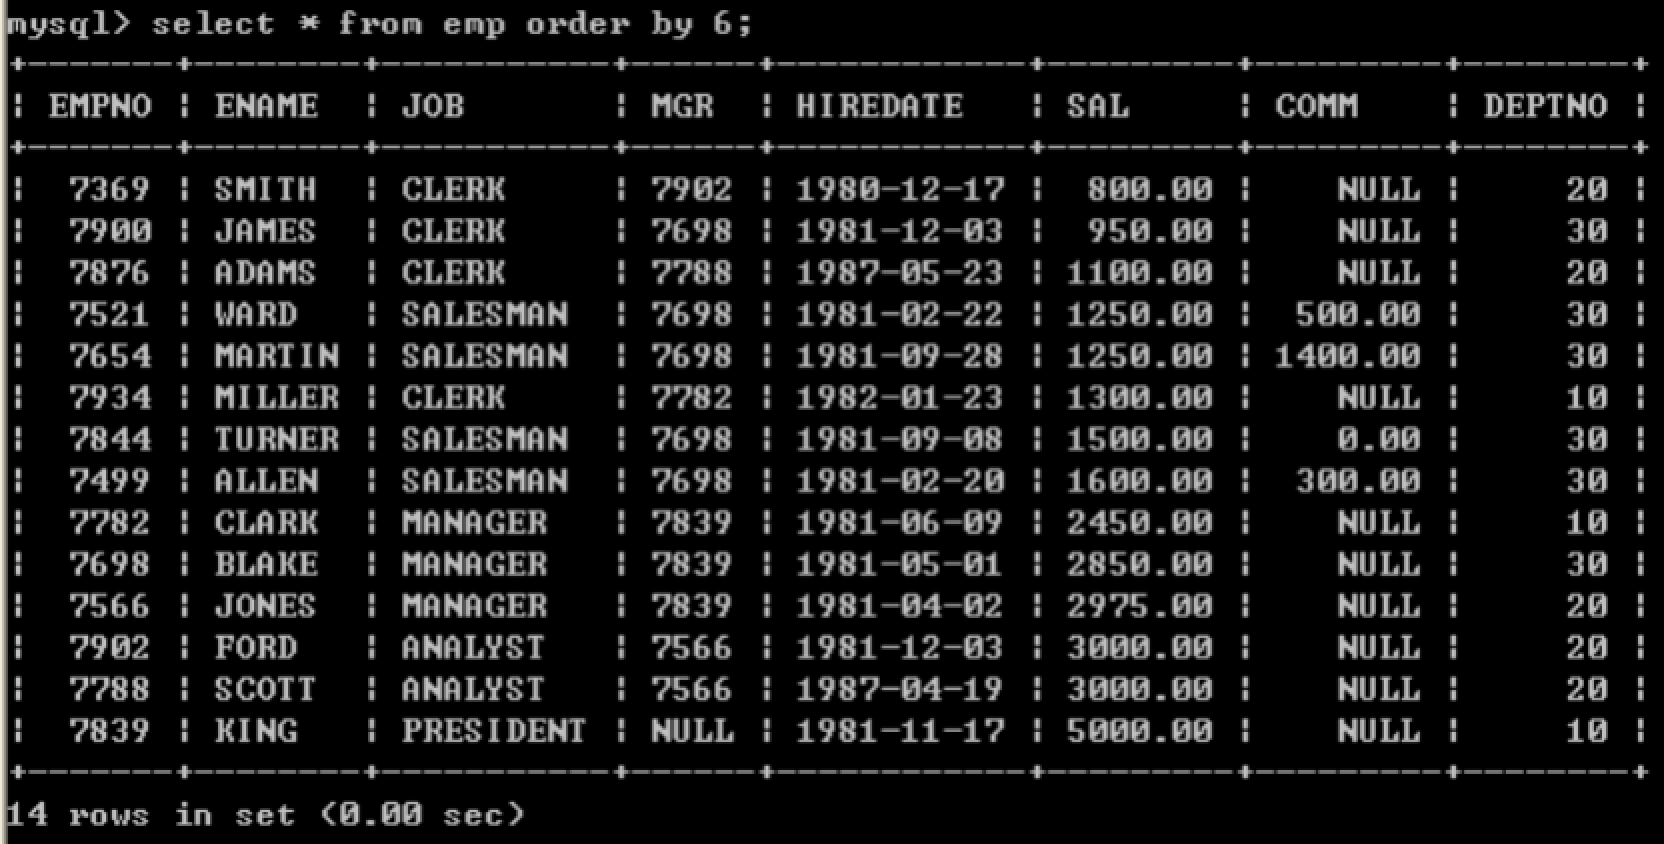 mysql> select * from emp order by 6;
+-------+--------+-----------+------+------------+---------+---------+--------+
| EMPNO | ENAME  | JOB       | MGR  | HIREDATE   | SAL     | COMM    | DEPTNO |
+-------+--------+-----------+------+------------+---------+---------+--------+
|  7369 | SMITH  | CLERK     | 7902 | 1980-12-17 |  800.00 |    NULL |     20 |
|  7900 | JAMES  | CLERK     | 7698 | 1981-12-03 |  950.00 |    NULL |     30 |
|  7876 | ADAMS  | CLERK     | 7788 | 1987-05-23 | 1100.00 |    NULL |     20 |
|  7521 | WARD   | SALESMAN  | 7698 | 1981-02-22 | 1250.00 |  500.00 |     30 |
|  7654 | MARTIN | SALESMAN  | 7698 | 1981-09-28 | 1250.00 | 1400.00 |     30 |
|  7934 | MILLER | CLERK     | 7782 | 1982-01-23 | 1300.00 |    NULL |     10 |
|  7844 | TURNER | SALESMAN  | 7698 | 1981-09-08 | 1500.00 |    0.00 |     30 |
|  7499 | ALLEN  | SALESMAN  | 7698 | 1981-02-20 | 1600.00 |  300.00 |     30 |
|  7782 | CLARK  | MANAGER   | 7839 | 1981-06-09 | 2450.00 |    NULL |     10 |
|  7698 | BLAKE  | MANAGER   | 7839 | 1981-05-01 | 2850.00 |    NULL |     30 |
|  7566 | JONES  | MANAGER   | 7839 | 1981-04-02 | 2975.00 |    NULL |     20 |
|  7902 | FORD   | ANALYST   | 7566 | 1981-12-03 | 3000.00 |    NULL |     20 |
|  7788 | SCOTT  | ANALYST   | 7566 | 1987-04-19 | 3000.00 |    NULL |     20 |
|  7839 | KING   | PRESIDENT | NULL | 1981-11-17 | 5000.00 |    NULL |     10 |
+-------+--------+-----------+------+------------+---------+---------+--------+
14 rows in set (0.00 sec)